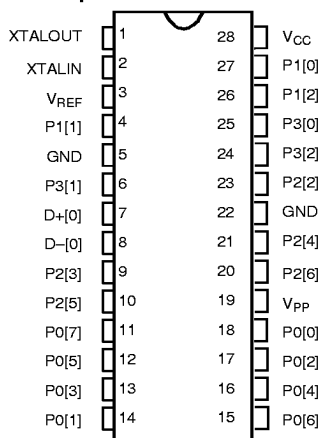 XTALOUT 1 28 VCC
XTALIN 2 27 P1[0]
VREF 3 26 P1[2]
P1[1] 4 25 P3[0]
GND 5 24 P3[2]
P3[1] 6 23 P2[2]
D+[0] 7 22 GND
D–[0] 8 21 P2[4]
P2[3] 9 20 P2[6]
P2[5] 10 19 VPP
P0[7] 11 18 P0[0]
P0[5] 12 17 P0[2]
P0[3] 13 16 P0[4]
P0[1] 14 15 P0[6]